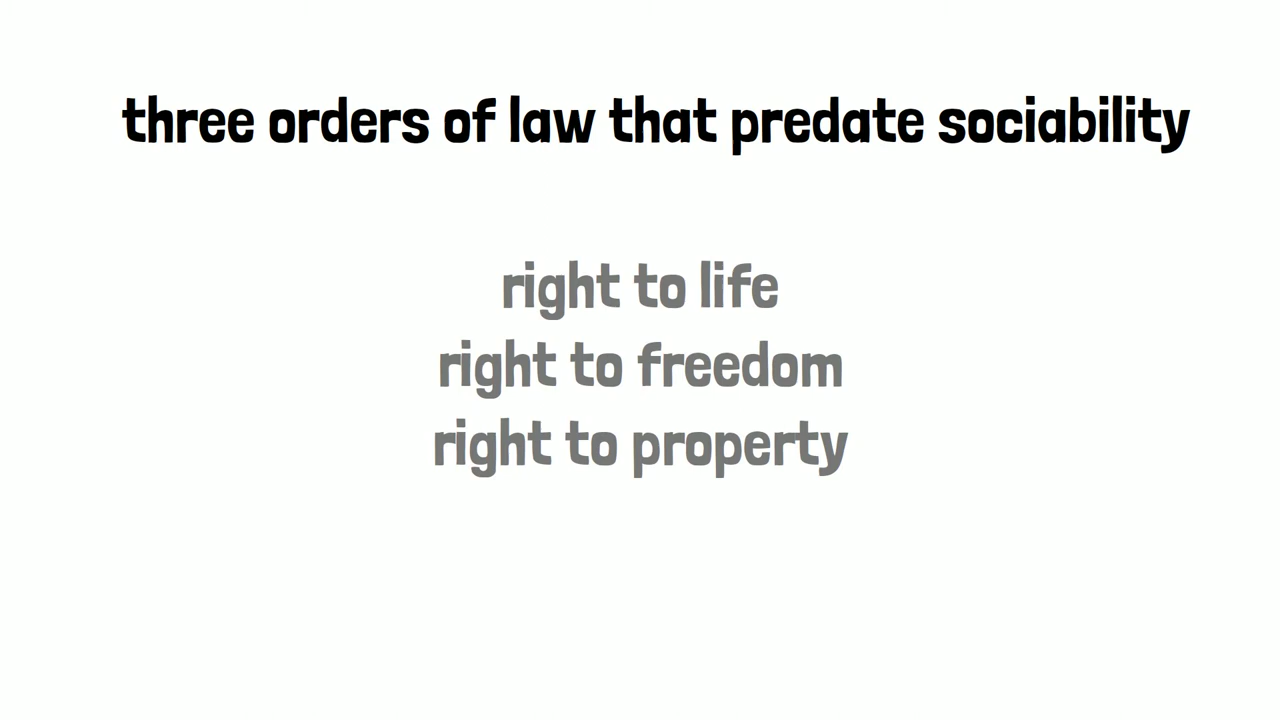 three orders of law that predate sociability
right to life
right to freedom
right to property